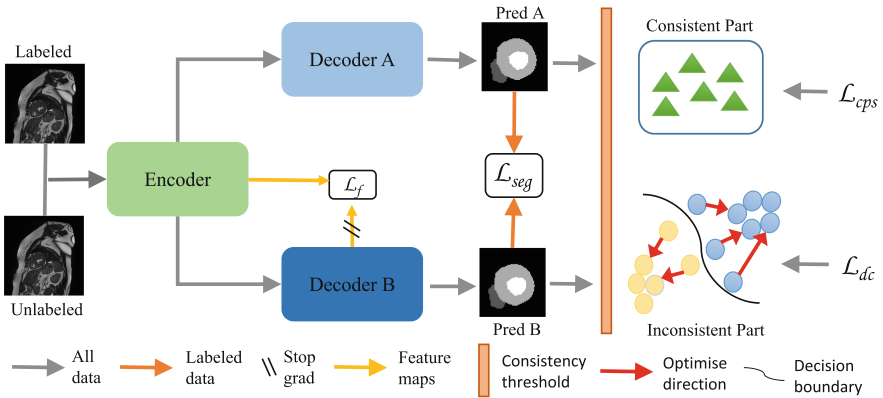 Labeled
Unlabeled
Encoder
Decoder A
Decoder B
ℒf
Pred A
ℒseg
Pred B
Consistent Part
ℒcps
ℒdc
Inconsistent Part
All
data
Labeled
data
Stop
grad
Feature
maps
Consistency
threshold
Optimise
direction
Decision
boundary